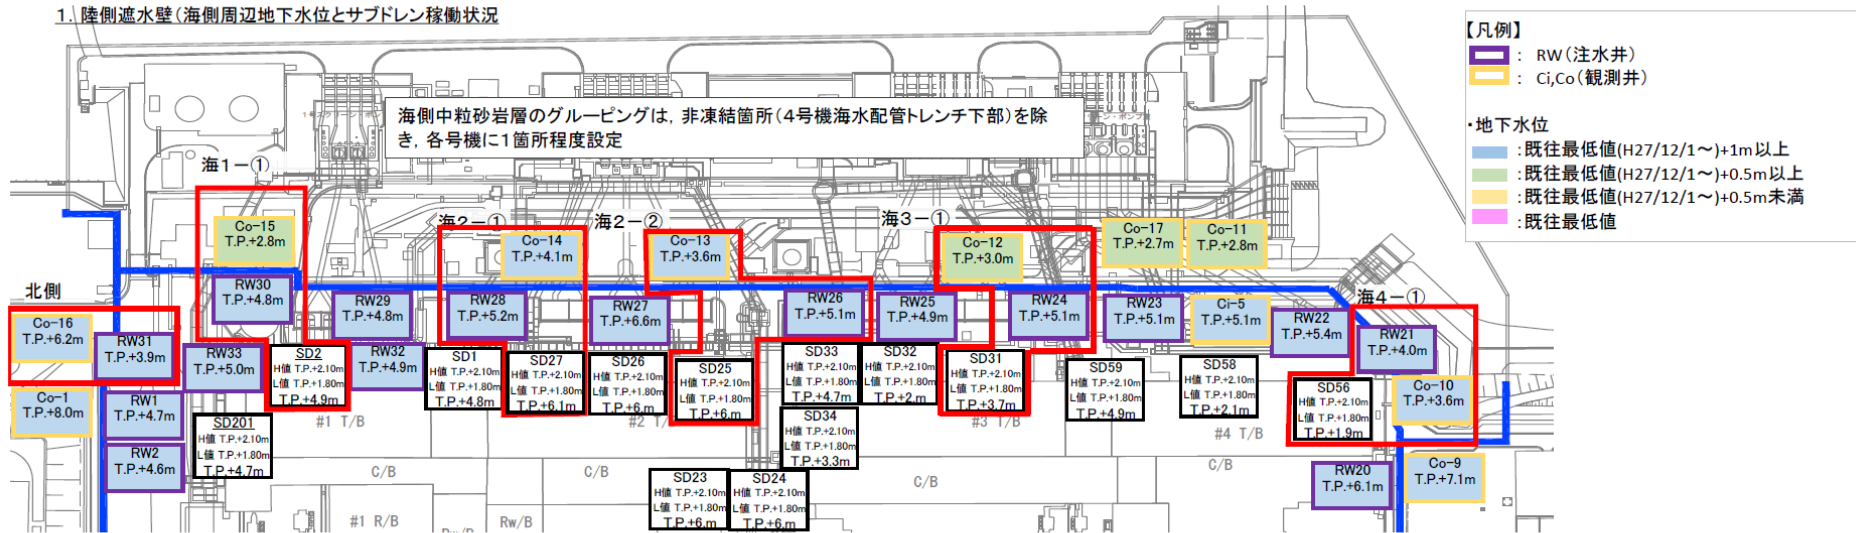 1. 陸側遮水壁(海側周辺地下水位とサブドレン稼働状況
【凡例】
: RW(注水井)
: Ci,Co(観測井)
・地下水位
:既往最低値(H27/12/1～)+1m以上
:既往最低値(H27/12/1～)+0.5m以上
:既往最低値(H27/12/1～)+0.5m未満
:既往最低値
海側中粒砂岩層のグルーピングは, 非凍結箇所(4号機海水配管トレンチ下部)を除
き, 各号機に1箇所程度設定
海1-①
海2-①
海2-②
海3-①
海4-①
北側
Co-15
T.P.+2.8m
Co-14
T.P.+4.1m
Co-13
T.P.+3.6m
Co-12
T.P.+3.0m
Co-17
T.P.+2.7m
Co-11
T.P.+2.8m
RW30
T.P.+4.8m
RW29
T.P.+4.8m
RW28
T.P.+5.2m
RW27
T.P.+6.6m
RW26
T.P.+5.1m
RW25
T.P.+4.9m
RW24
T.P.+5.1m
RW23
T.P.+5.1m
Ci-5
T.P.+5.1m
RW22
T.P.+5.4m
RW21
T.P.+4.0m
Co-16
T.P.+6.2m
RW31
T.P.+3.9m
RW33
T.P.+5.0m
SD2
H値 T.P.+2.10m
L値 T.P.+1.80m
T.P.+4.9m
RW32
T.P.+4.9m
SD1
H値 T.P.+2.10m
L値 T.P.+1.80m
T.P.+4.8m
SD27
H値 T.P.+2.10m
L値 T.P.+1.80m
T.P.+6.1m
SD26
H値 T.P.+2.10m
L値 T.P.+1.80m
T.P.+6.m
SD25
H値 T.P.+2.10m
L値 T.P.+1.80m
T.P.+6.m
SD33
H値 T.P.+2.10m
L値 T.P.+1.80m
T.P.+4.7m
SD32
H値 T.P.+2.10m
L値 T.P.+1.80m
T.P.+2.m
SD31
H値 T.P.+2.10m
L値 T.P.+1.80m
T.P.+3.7m
SD59
H値 T.P.+2.10m
L値 T.P.+1.80m
T.P.+4.9m
SD58
H値 T.P.+2.10m
L値 T.P.+1.80m
T.P.+2.1m
SD56
H値 T.P.+2.10m
L値 T.P.+1.80m
T.P.+1.9m
Co-10
T.P.+3.6m
Co-1
T.P.+8.0m
RW1
T.P.+4.7m
RW2
T.P.+4.6m
SD201
H値 T.P.+2.10m
L値 T.P.+1.80m
T.P.+4.7m
SD34
H値 T.P.+2.10m
L値 T.P.+1.80m
T.P.+3.3m
SD23
H値 T.P.+2.10m
L値 T.P.+1.80m
T.P.+6.m
SD24
H値 T.P.+2.10m
L値 T.P.+1.80m
T.P.+6.m
RW20
T.P.+6.1m
Co-9
T.P.+7.1m
#1 T/B
#2 T/B
#3 T/B
#4 T/B
C/B
C/B
C/B
C/B
#1 R/B
Rw/B